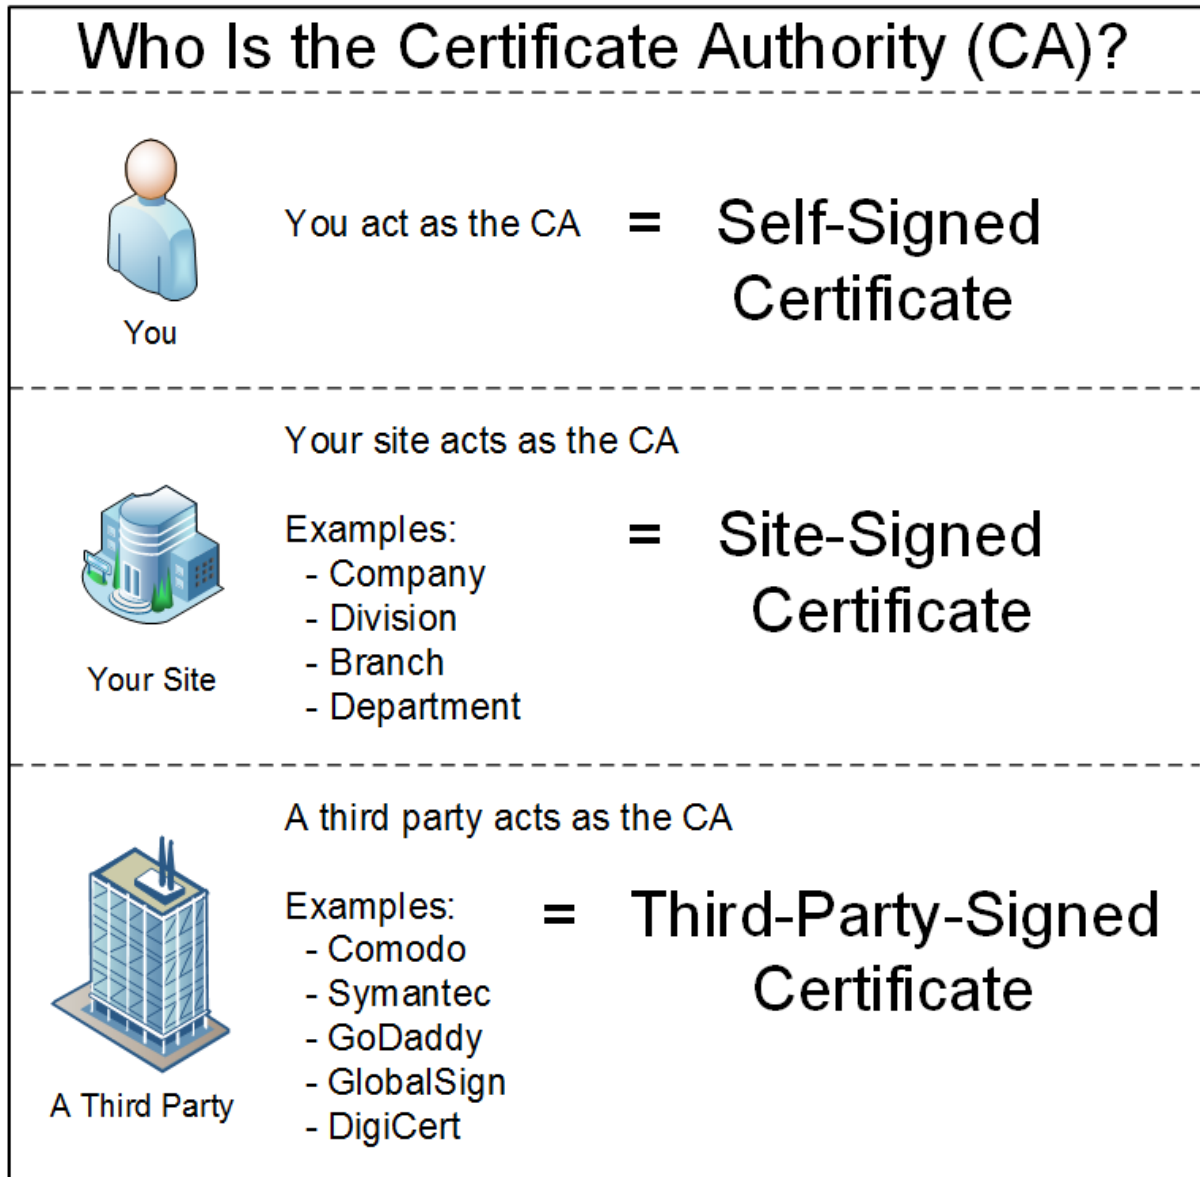 Who Is the Certificate Authority (CA)?
You act as the CA = Self-Signed
Certificate
You
Your site acts as the CA
Examples:
- Company
- Division
- Branch
- Department
= Site-Signed
Certificate
Your Site
A third party acts as the CA
Examples:
- Comodo
- Symantec
- GoDaddy
- GlobalSign
- DigiCert
= Third-Party-Signed
Certificate
A Third Party